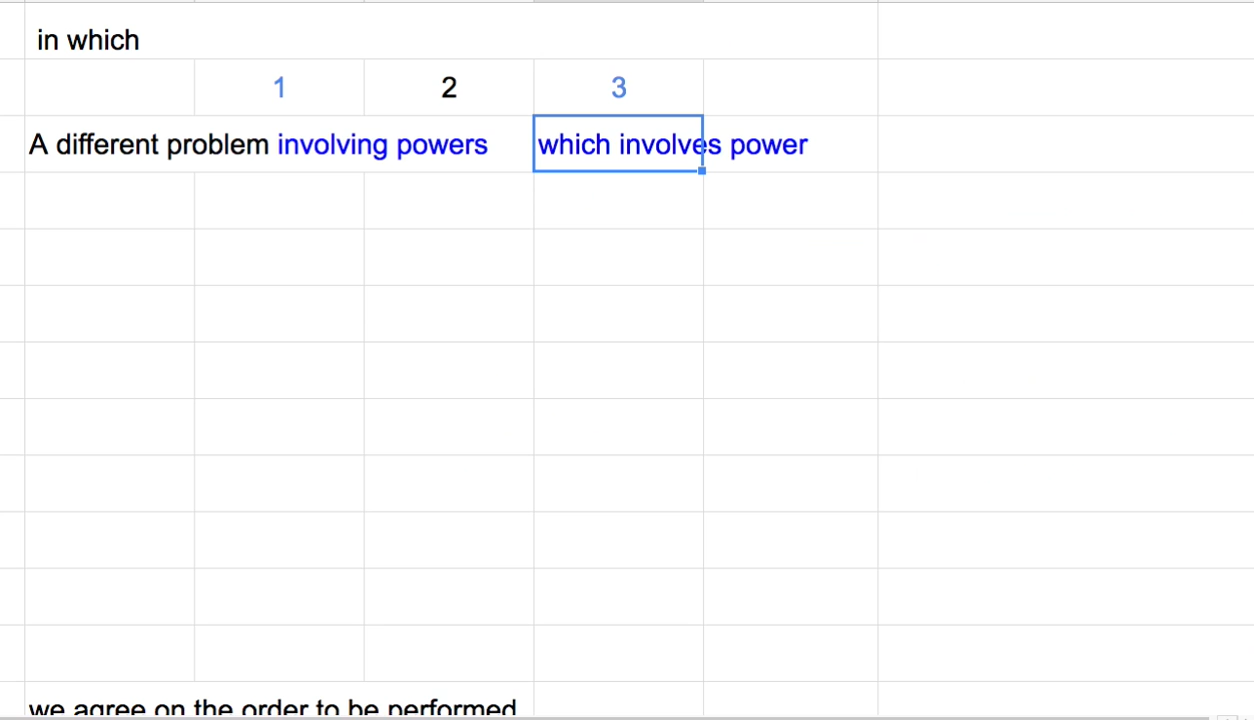 in which
1 2 3
A different problem involving powers which involves power
we agree on the order to be performed